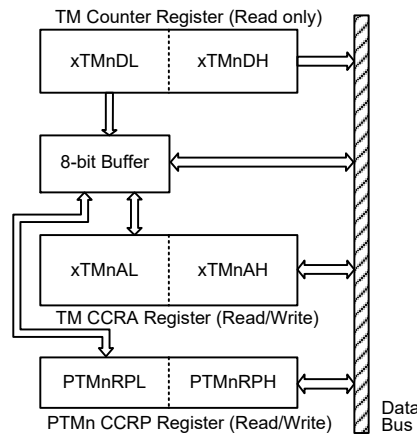 TM Counter Register (Read only)
xTMnDL xTMnDH
8-bit Buffer
xTMnAL xTMnAH
TM CCRA Register (Read/Write)
PTMnRPL PTMnRPH
PTMn CCRP Register (Read/Write)
Data
Bus